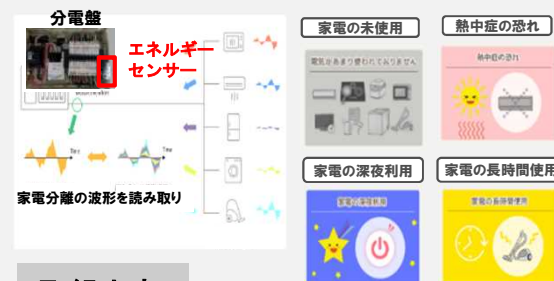 分電盤
エネルギー
センサー
家電分離の波形を読み取り
家電の未使用
電気があまり使われておりません
熱中症の恐れ
熱中症の恐れ
家電の深夜利用
家電の深夜利用
家電の長時間使用
家電の長時間使用